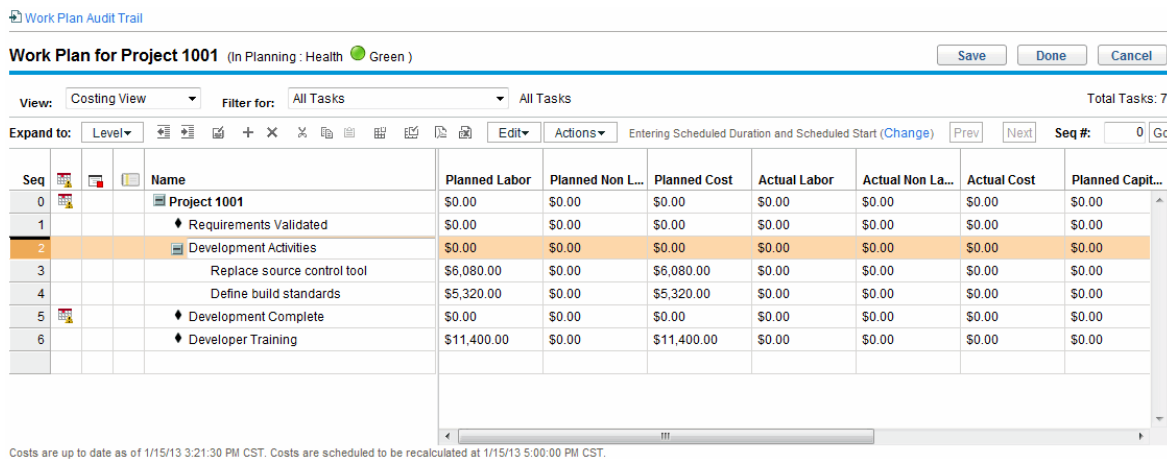 Work Plan Audit Trail
Work Plan for Project 1001 (In Planning : Health Green ) Save Done Cancel
View: Costing View Filter for: All Tasks All Tasks Total Tasks: 7
Expand to: Level Edit Actions Entering Scheduled Duration and Scheduled Start (Change) Prev Next Seq #: 0 Go
Seq Name Planned Labor Planned Non L... Planned Cost Actual Labor Actual Non La... Actual Cost Planned Capit...
0 Project 1001 $0.00 $0.00 $0.00 $0.00 $0.00 $0.00 $0.00
1 Requirements Validated $0.00 $0.00 $0.00 $0.00 $0.00 $0.00 $0.00
2 Development Activities $0.00 $0.00 $0.00 $0.00 $0.00 $0.00 $0.00
3 Replace source control tool $6,080.00 $0.00 $6,080.00 $0.00 $0.00 $0.00 $0.00
4 Define build standards $5,320.00 $0.00 $5,320.00 $0.00 $0.00 $0.00 $0.00
5 Development Complete $0.00 $0.00 $0.00 $0.00 $0.00 $0.00 $0.00
6 Developer Training $11,400.00 $0.00 $11,400.00 $0.00 $0.00 $0.00 $0.00
Costs are up to date as of 1/15/13 3:21:30 PM CST. Costs are scheduled to be recalculated at 1/15/13 5:00:00 PM CST.